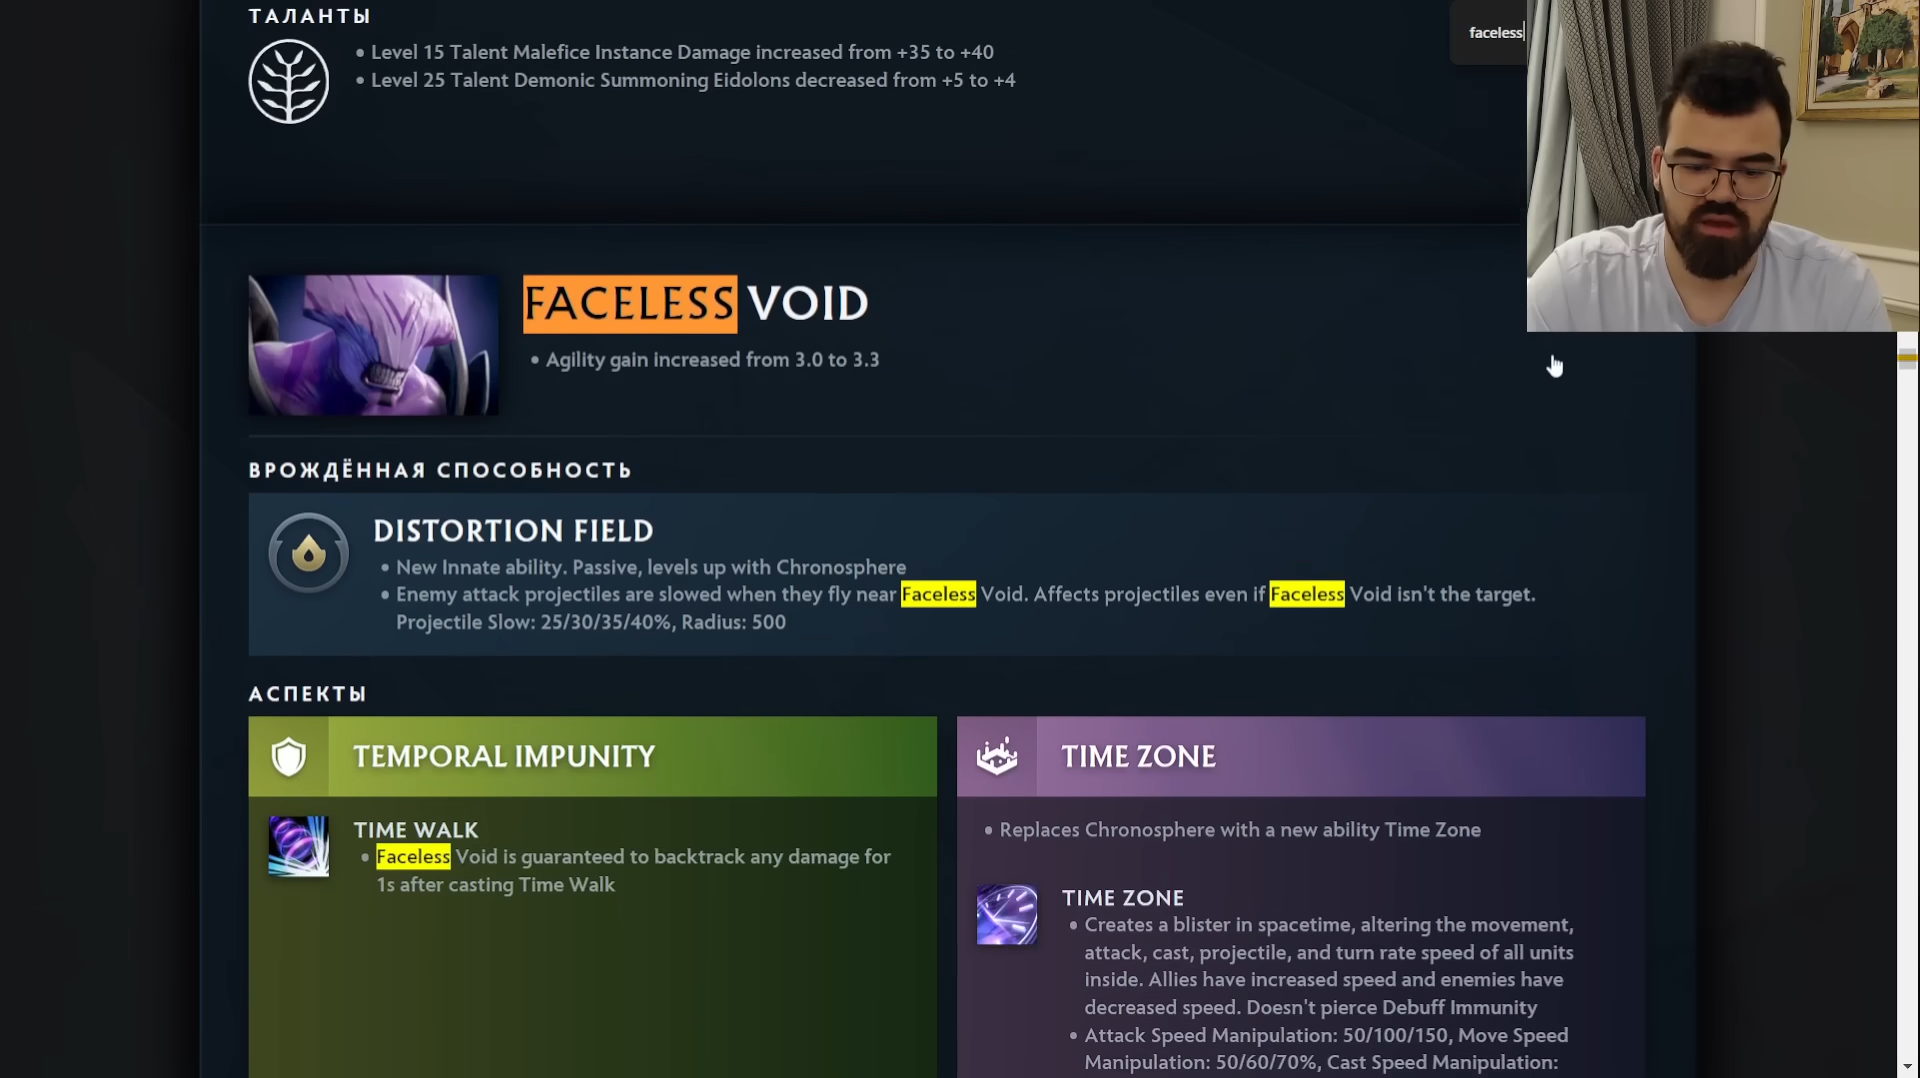 ТАЛАНТЫ
• Level 15 Talent Malefice Instance Damage increased from +35 to +40
• Level 25 Talent Demonic Summoning Eidolons decreased from +5 to +4
faceless
FACELESS VOID
• Agility gain increased from 3.0 to 3.3
ВРОЖДЁННАЯ СПОСОБНОСТЬ
DISTORTION FIELD
• New Innate ability. Passive, levels up with Chronosphere
• Enemy attack projectiles are slowed when they fly near Faceless Void. Affects projectiles even if Faceless Void isn't the target.
Projectile Slow: 25/30/35/40%, Radius: 500
АСПЕКТЫ
TEMPORAL IMPUNITY
TIME WALK
• Faceless Void is guaranteed to backtrack any damage for
1s after casting Time Walk
TIME ZONE
• Replaces Chronosphere with a new ability Time Zone
TIME ZONE
• Creates a blister in spacetime, altering the movement,
attack, cast, projectile, and turn rate speed of all units
inside. Allies have increased speed and enemies have
decreased speed. Doesn't pierce Debuff Immunity
• Attack Speed Manipulation: 50/100/150, Move Speed
Manipulation: 50/60/70%, Cast Speed Manipulation: